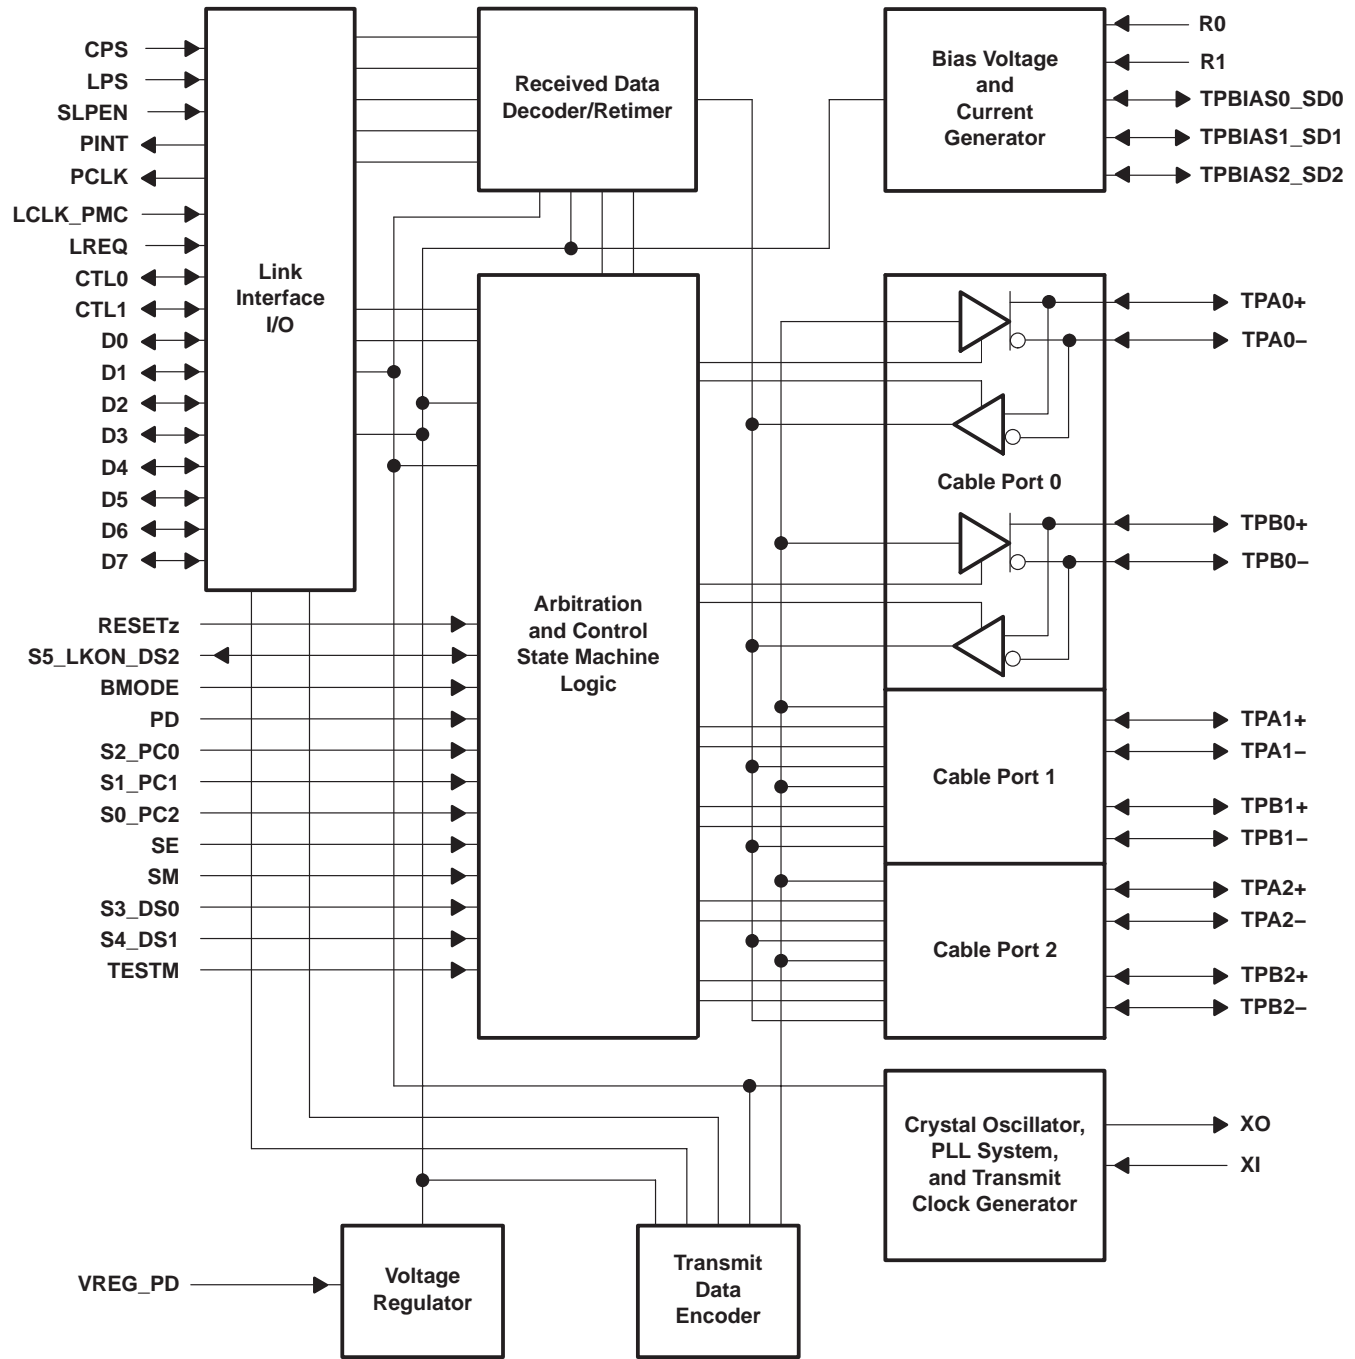 CPS
LPS
SLPEN
PINT
PCLK
LCLK_PMC
LREQ
CTL0
CTL1
D0
D1
D2
D3
D4
D5
D6
D7
RESETz
S5_LKON_DS2
BMODE
PD
S2_PC0
S1_PC1
S0_PC2
SE
SM
S3_DS0
S4_DS1
TESTM
VREG_PD
Link
Interface
I/O
Received Data
Decoder/Retimer
Arbitration
and Control
State Machine
Logic
Voltage
Regulator
Transmit
Data
Encoder
Bias Voltage
and
Current
Generator
Cable Port 0
Cable Port 1
Cable Port 2
Crystal Oscillator,
PLL System,
and Transmit
Clock Generator
R0
R1
TPBIAS0_SD0
TPBIAS1_SD1
TPBIAS2_SD2
TPA0+
TPA0–
TPB0+
TPB0–
TPA1+
TPA1–
TPB1+
TPB1–
TPA2+
TPA2–
TPB2+
TPB2–
XO
XI